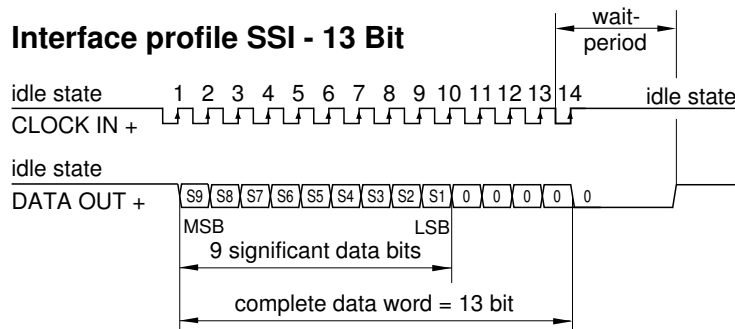 wait-
period
Interface profile SSI - 13 Bit
idle state 1 2 3 4 5 6 7 8 9 10 11 12 13 14 idle state
CLOCK IN +
idle state
DATA OUT + S9 S8 S7 S6 S5 S4 S3 S2 S1 0 0 0 0 0
MSB LSB
9 significant data bits
complete data word = 13 bit